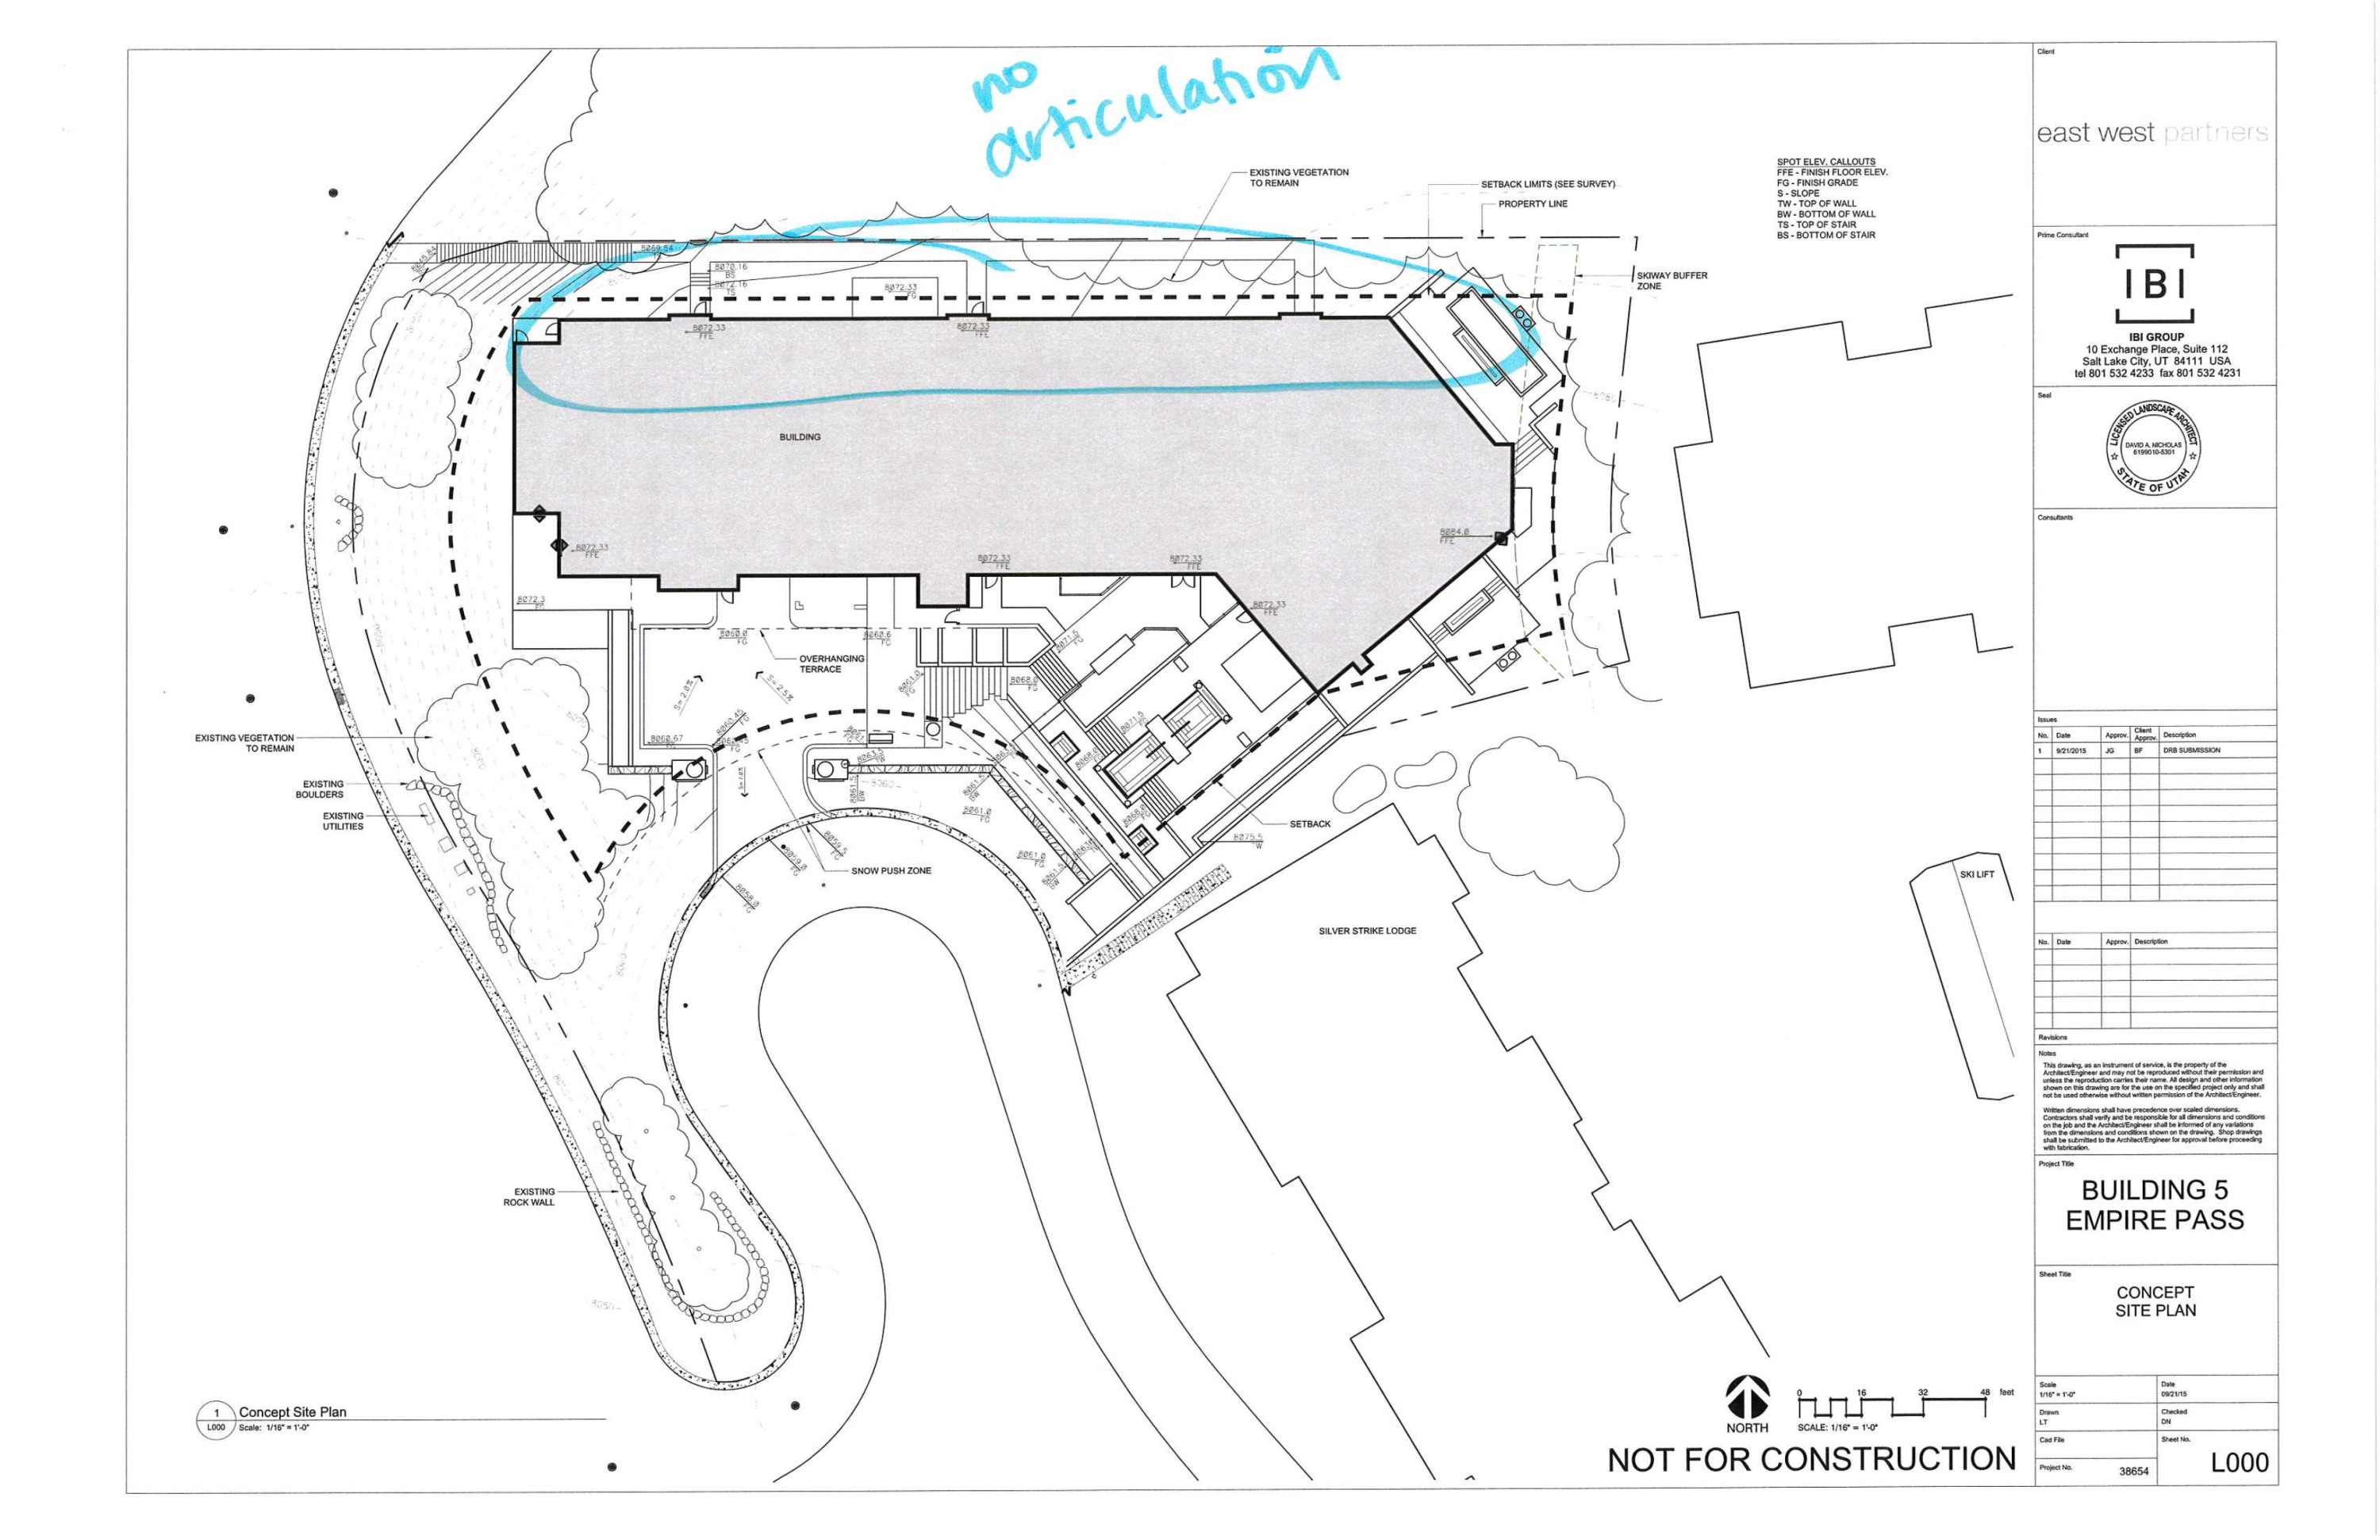 no
articulation
EXISTING VEGETATION
TO REMAIN
SETBACK LIMITS (SEE SURVEY)
PROPERTY LINE
SPOT ELEV. CALLOUTS
FFE - FINISH FLOOR ELEV.
FG - FINISH GRADE
S - SLOPE
TW - TOP OF WALL
BW - BOTTOM OF WALL
TS - TOP OF STAIR
BS - BOTTOM OF STAIR
SKIWAY BUFFER
ZONE
8045.84
8069.84
8070.16
BS
8072.16
TS
8072.33
FG
8072.33
FFE
8072.33
FFE
BUILDING
8072.33
FFE
8072.33
FFE
8072.33
FFE
8084.0
FFE
8072.3
FG
8072.33
FFE
8060.0
FG
8060.6
FG
OVERHANGING
TERRACE
8071.5
FG
S= 2.0%
S= 2.5%
8061.0
FG
8068.0
FG
8060.45
FG
8060.67
FG
8071.5
FG
8068.0
FG
8063.5
TW
8061.5
BW
8060
8061.5
BW
8061.0
FG
8068.0
FG
EXISTING VEGETATION
TO REMAIN
EXISTING
BOULDERS
EXISTING
UTILITIES
SETBACK
8075.5
W
8059.5
FG
8059.0
FG
8061.0
FG
8061.5
BW
SNOW PUSH ZONE
8058.0
FG
SILVER STRIKE LODGE
SKI LIFT
EXISTING
ROCK WALL
1
L000
Concept Site Plan
Scale: 1/16" = 1'-0"
NORTH
0 16 32 48 feet
SCALE: 1/16" = 1'-0"
NOT FOR CONSTRUCTION
Client
east west partners
Prime Consultant
IBI
IBI GROUP
10 Exchange Place, Suite 112
Salt Lake City, UT 84111 USA
tel 801 532 4233 fax 801 532 4231
Seal
LICENSED LANDSCAPE ARCHITECT
DAVID A. NICHOLAS
6199010-5301
STATE OF UTAH
Consultants
Issues
No. Date Approv. Client Approv. Description
1 9/21/2015 JG BF DRB SUBMISSION
No. Date Approv. Description
Revisions
Notes
This drawing, as an instrument of service, is the property of the
Architect/Engineer and may not be reproduced without their permission and
unless the reproduction carries their name. All design and other information
shown on this drawing are for the use on the specified project only and shall
not be used otherwise without written permission of the Architect/Engineer.
Written dimensions shall have precedence over scaled dimensions.
Contractors shall verify and be responsible for all dimensions and conditions
on the job and the Architect/Engineer shall be informed of any variations
from the dimensions and conditions shown on the drawing. Shop drawings
shall be submitted to the Architect/Engineer for approval before proceeding
with fabrication.
Project Title
BUILDING 5
EMPIRE PASS
Sheet Title
CONCEPT
SITE PLAN
Scale
1/16" = 1'-0"
Date
09/21/15
Drawn
LT
Checked
DN
Cad File
Sheet No.
L000
Project No.
38654